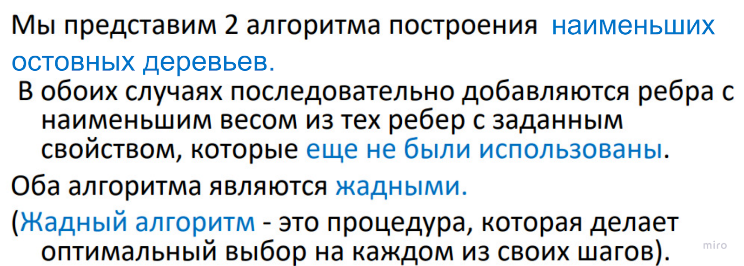 Мы представим 2 алгоритма построения наименьших
остовных деревьев.
В обоих случаях последовательно добавляются ребра с
наименьшим весом из тех ребер с заданным
свойством, которые еще не были использованы.
Оба алгоритма являются жадными.
(Жадный алгоритм - это процедура, которая делает
оптимальный выбор на каждом из своих шагов).
miro